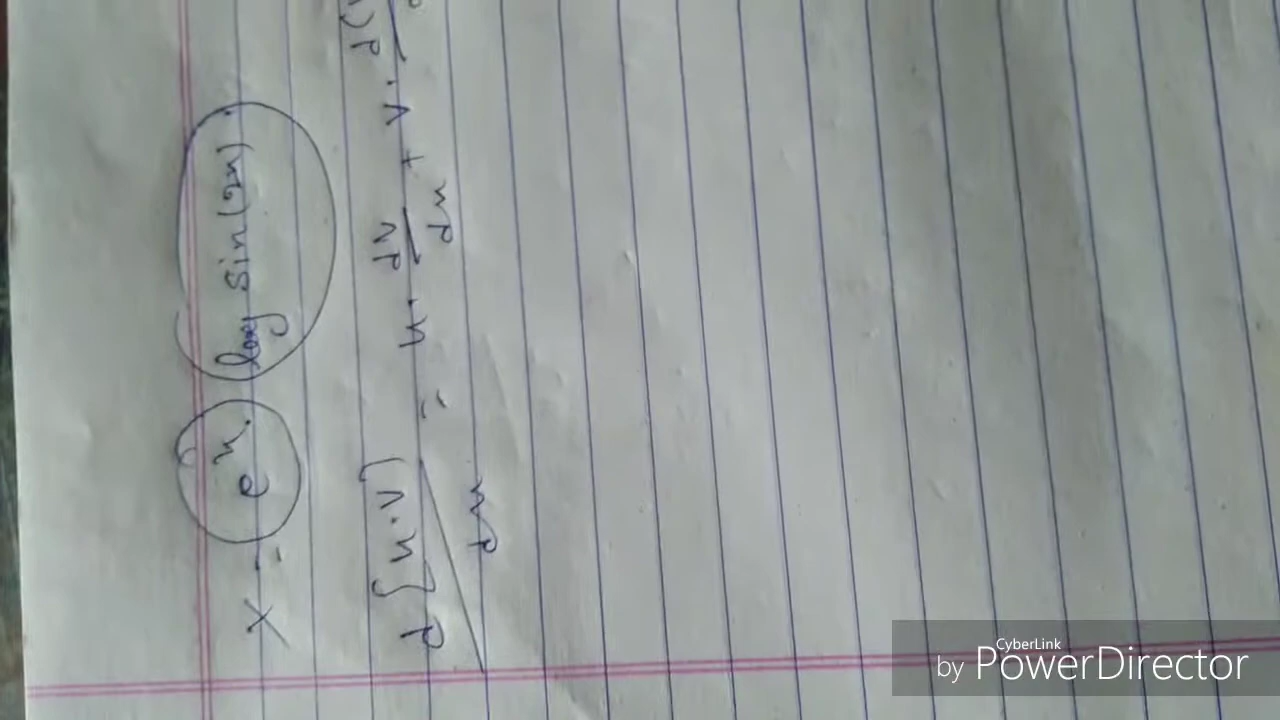 y = e^x. log sin(2x).
d[u.v] / dx = u. dv / dx + v. d(
CyberLink
by PowerDirector